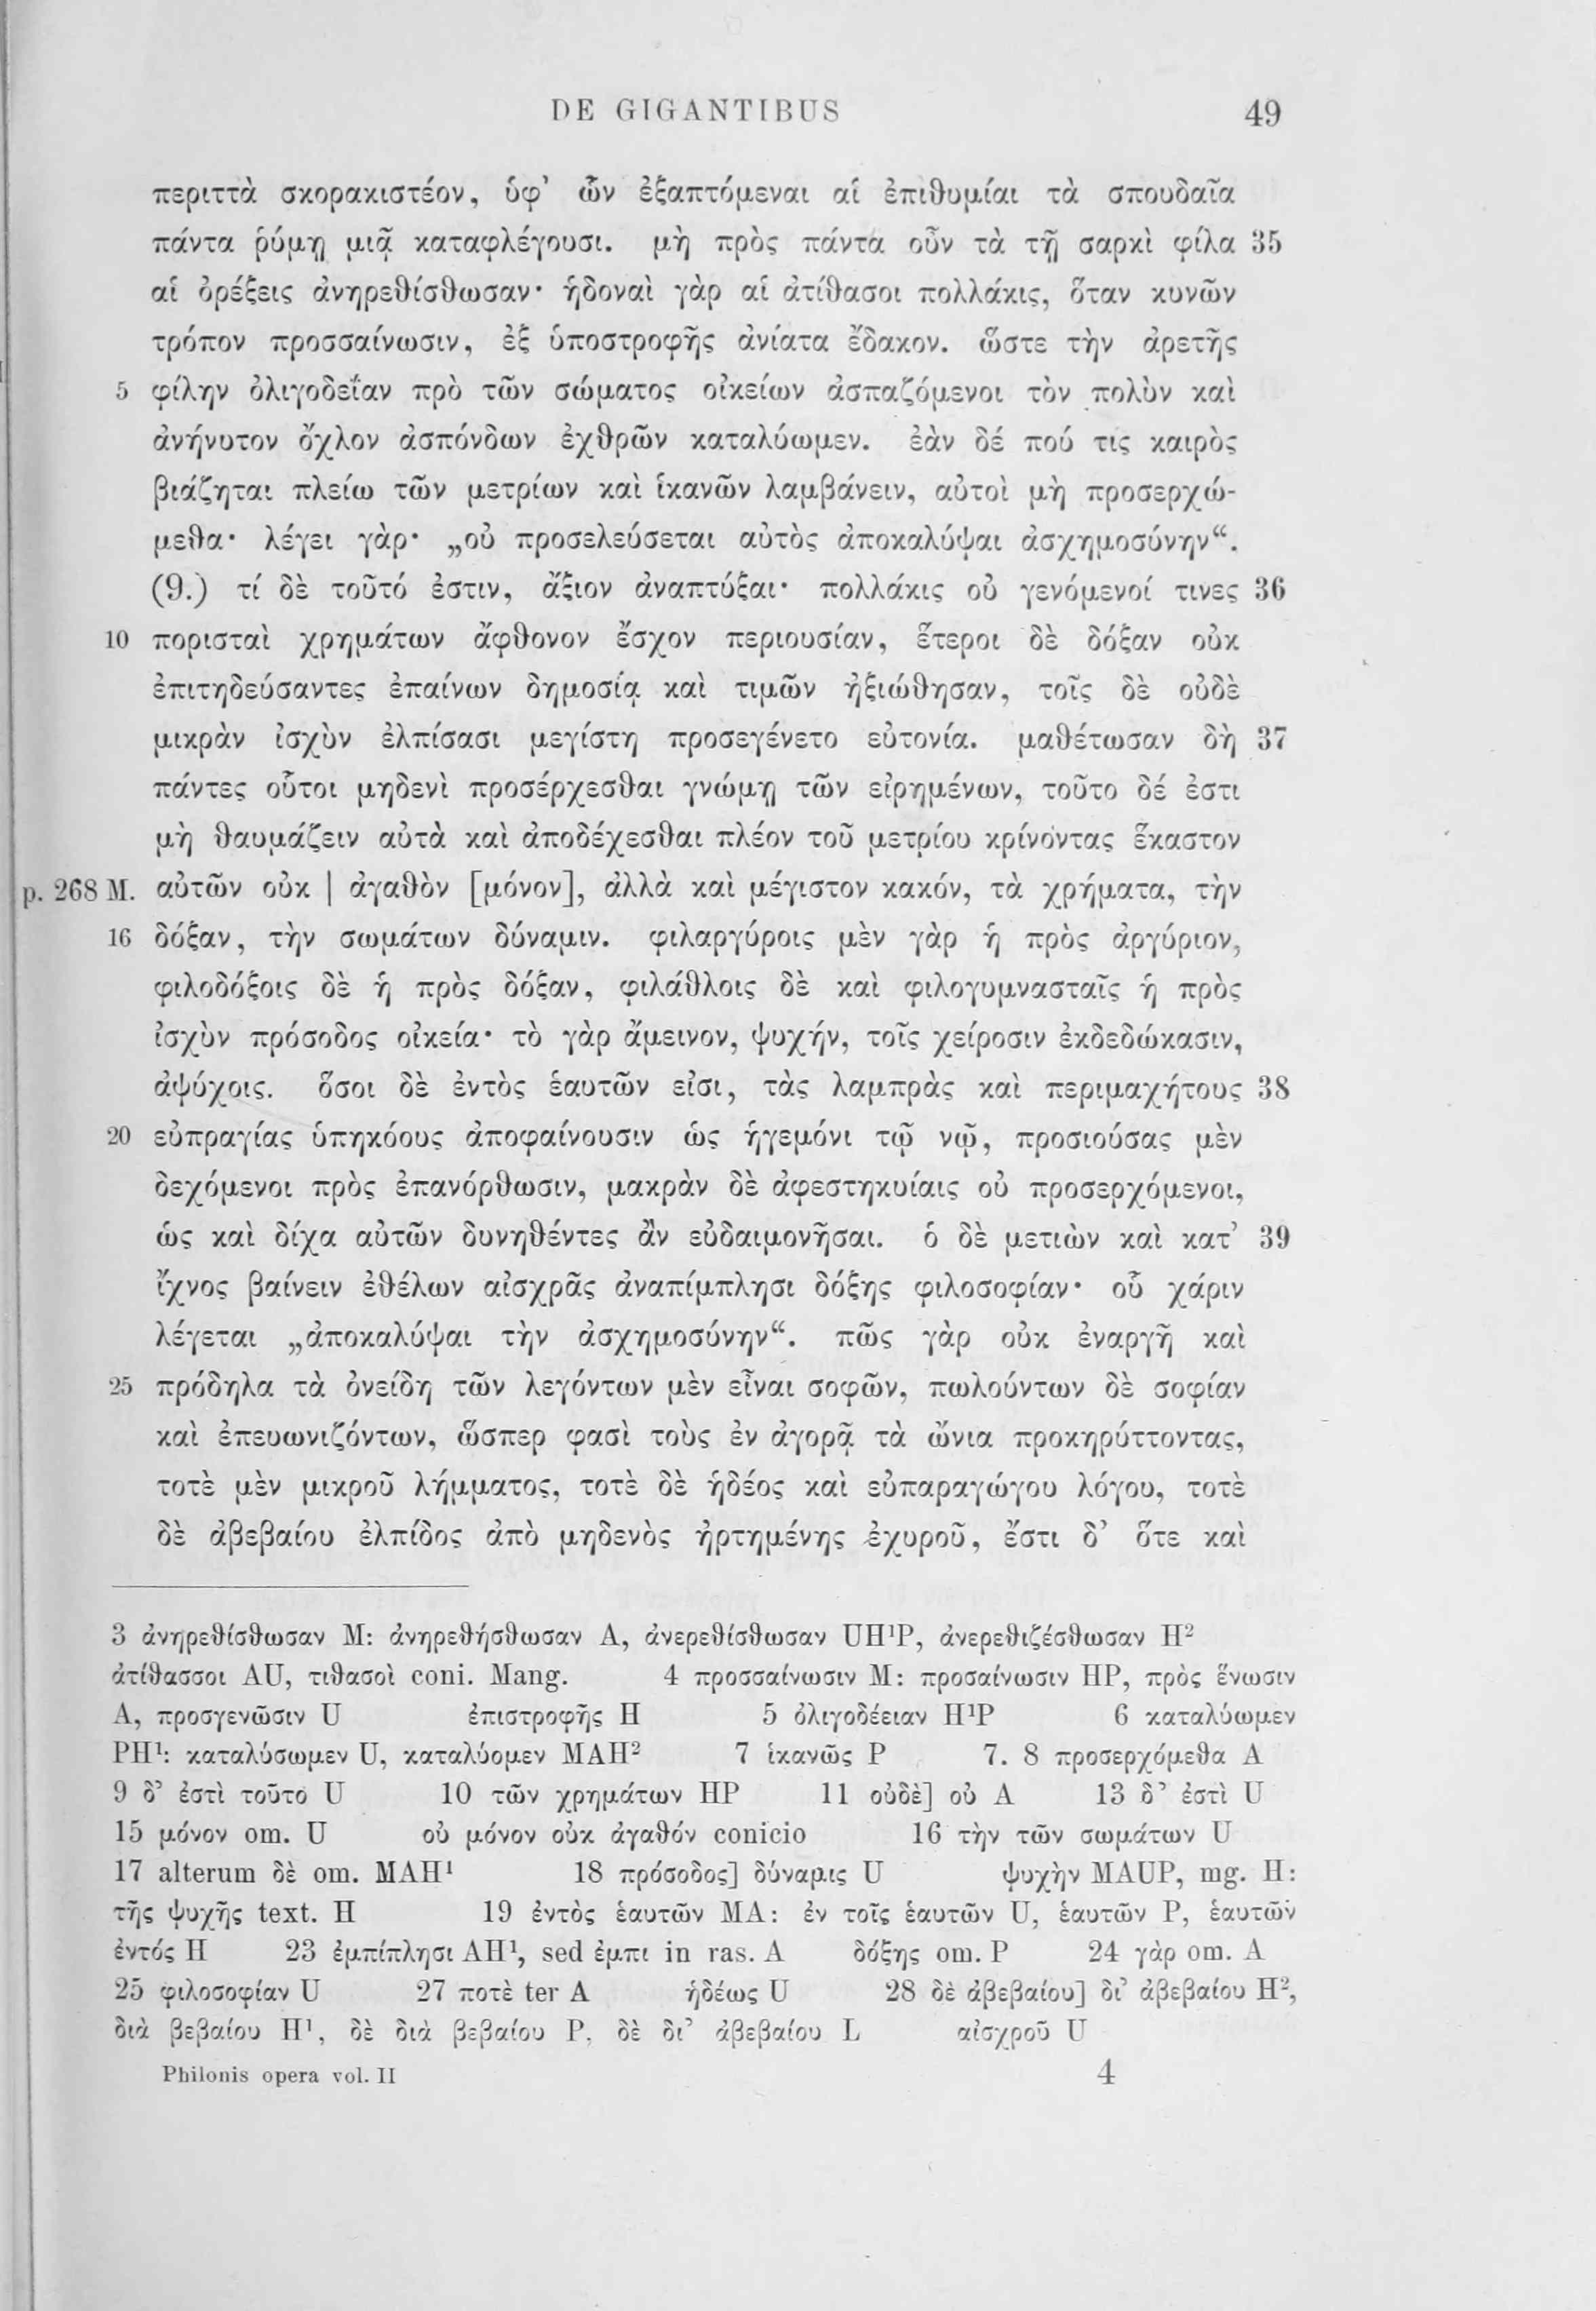 DE GIGANTIBUS 49
περιττὰ σκορακιστέον, ὑφ’ ὧν ἐξαπτόμεναι αἱ ἐπιθυμίαι τὰ σπουδαῖα
πάντα ῥύμῃ μιᾷ καταφλέγουσι. μὴ πρὸς πάντα οὖν τὰ τῇ σαρκὶ φίλα 35
αἱ ὀρέξεις ἀνηρεθίσθωσαν· ἡδοναὶ γὰρ αἱ ἀτίθασοι πολλάκις, ὅταν κυνῶν
τρόπον προσσαίνωσιν, ἐξ ὑποστροφῆς ἀνίατα ἔδακον. ὥστε τὴν ἀρετῆς
5 φίλην ὀλιγοδεΐαν πρὸ τῶν σώματος οἰκείων ἀσπαζόμενοι τὸν πολὺν καὶ
ἀνήνυτον ὄχλον ἀσπόνδων ἐχθρῶν καταλύωμεν. ἐὰν δέ πού τις καιρὸς
βιάζηται πλείω τῶν μετρίων καὶ ἱκανῶν λαμβάνειν, αὐτοὶ μὴ προσερχώ-
μεθα· λέγει γὰρ· „οὐ προσελεύσεται αὐτὸς ἀποκαλύψαι ἀσχημοσύνην“.
(9.) τί δὲ τοῦτό ἐστιν, ἄξιον ἀναπτύξαι· πολλάκις οὐ γενόμενοί τινες 36
10 πορισταὶ χρημάτων ἄφθονον ἔσχον περιουσίαν, ἕτεροι δὲ δόξαν οὐκ
ἐπιτηδεύσαντες ἐπαίνων δημοσίᾳ καὶ τιμῶν ἠξιώθησαν, τοῖς δὲ οὐδὲ
μικρὰν ἰσχὺν ἐλπίσασι μεγίστη προσεγένετο εὐτονία. μαθέτωσαν δὴ 37
πάντες οὗτοι μηδενὶ προσέρχεσθαι γνώμῃ τῶν εἰρημένων, τοῦτο δέ ἐστι
μὴ θαυμάζειν αὐτὰ καὶ ἀποδέχεσθαι πλέον τοῦ μετρίου κρίνοντας ἕκαστον
p. 268 M. αὐτῶν οὐκ | ἀγαθὸν [μόνον], ἀλλὰ καὶ μέγιστον κακόν, τὰ χρήματα, τὴν
16 δόξαν, τὴν σωμάτων δύναμιν. φιλαργύροις μὲν γὰρ ἡ πρὸς ἀργύριον,
φιλοδόξοις δὲ ἡ πρὸς δόξαν, φιλάθλοις δὲ καὶ φιλογυμνασταῖς ἡ πρὸς
ἰσχὺν πρόσοδος οἰκεία· τὸ γὰρ ἄμεινον, ψυχήν, τοῖς χείροσιν ἐκδεδώκασιν,
ἀψύχοις. ὅσοι δὲ ἐντὸς ἑαυτῶν εἰσι, τὰς λαμπρὰς καὶ περιμαχήτους 38
20 εὐπραγίας ὑπηκόους ἀποφαίνουσιν ὡς ἡγεμόνι τῷ νῷ, προσιούσας μὲν
δεχόμενοι πρὸς ἐπανόρθωσιν, μακρὰν δὲ ἀφεστηκυίαις οὐ προσερχόμενοι,
ὡς καὶ δίχα αὐτῶν δυνηθέντες ἂν εὐδαιμονῆσαι. ὁ δὲ μετιὼν καὶ κατ’ 39
ἴχνος βαίνειν ἐθέλων αἰσχρᾶς ἀναπίμπλησι δόξης φιλοσοφίαν· οὗ χάριν
λέγεται „ἀποκαλύψαι τὴν ἀσχημοσύνην“. πῶς γὰρ οὐκ ἐναργῆ καὶ
25 πρόδηλα τὰ ὀνείδη τῶν λεγόντων μὲν εἶναι σοφῶν, πωλούντων δὲ σοφίαν
καὶ ἐπευωνιζόντων, ὥσπερ φασὶ τοὺς ἐν ἀγορᾷ τὰ ὤνια προκηρύττοντας,
τοτὲ μὲν μικροῦ λήμματος, τοτὲ δὲ ἡδέος καὶ εὐπαραγώγου λόγου, τοτὲ
δὲ ἀβεβαίου ἐλπίδος ἀπὸ μηδενὸς ἠρτημένης ἐχυροῦ, ἔστι δ’ ὅτε καὶ
3 ἀνηρεθίσθωσαν M: ἀνηρεθήσθωσαν A, ἀνερεθίσθωσαν UH¹P, ἀνερεθιζέσθωσαν H²
ἀτίθασσοι AU, τιθασοὶ coni. Mang. 4 προσσαίνωσιν M: προσαίνωσιν HP, πρὸς ἕνωσιν
A, προσγενῶσιν U ἐπιστροφῆς H 5 ὀλιγοδέειαν H¹P 6 καταλύωμεν
PH¹: καταλύσωμεν U, καταλύομεν MAH² 7 ἱκανῶς P 7. 8 προσερχόμεθα A
9 δ’ ἐστὶ τοῦτο U 10 τῶν χρημάτων HP 11 οὐδὲ] οὐ A 13 δ’ ἐστὶ U
15 μόνον om. U οὐ μόνον οὐκ ἀγαθόν conicio 16 τὴν τῶν σωμάτων U
17 alterum δὲ om. MAH¹ 18 πρόσοδος] δύναμις U ψυχὴν MAUP, mg. H:
τῆς ψυχῆς text. H 19 ἐντὸς ἑαυτῶν MA: ἐν τοῖς ἑαυτῶν U, ἑαυτῶν P, ἑαυτῶν
ἐντός H 23 ἐμπίπλησι AH¹, sed ἐμπι in ras. A δόξης om. P 24 γὰρ om. A
25 φιλοσοφίαν U 27 ποτὲ ter A ἡδέως U 28 δὲ ἀβεβαίου] δι’ ἀβεβαίου H²,
διὰ βεβαίου H¹, δὲ διὰ βεβαίου P, δὲ δι’ ἀβεβαίου L αἰσχροῦ U
Philonis opera vol. II 4